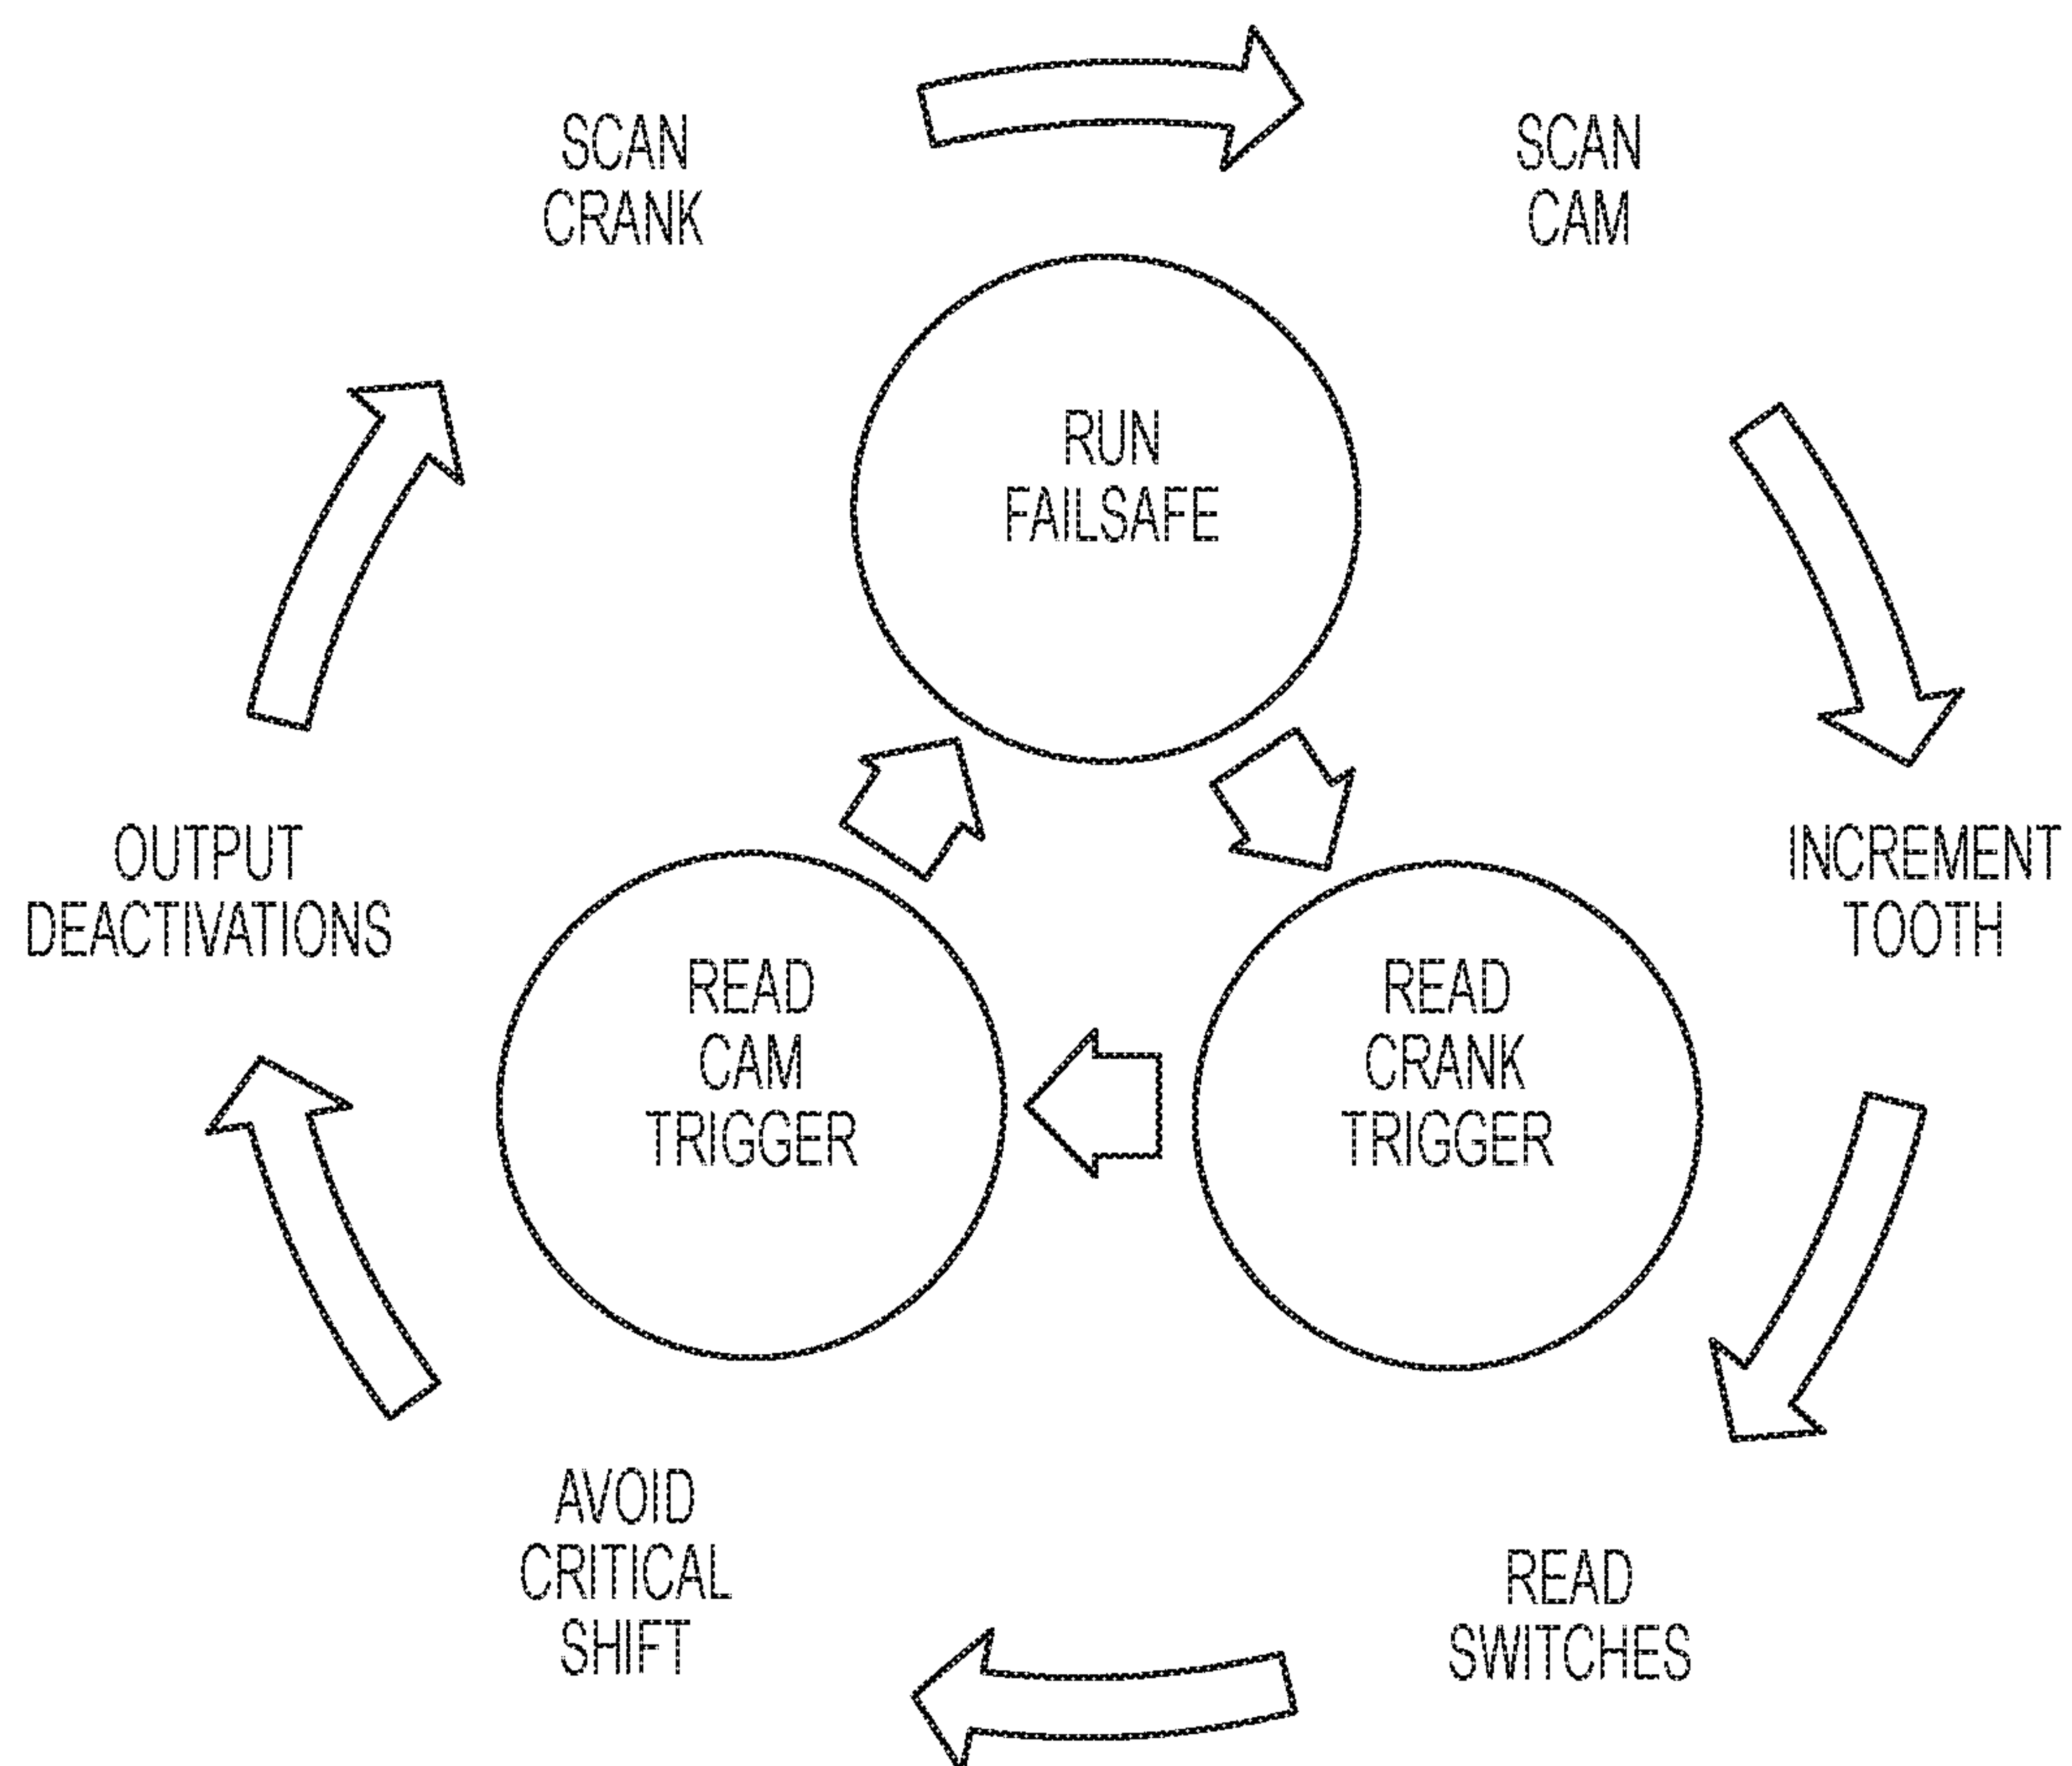 SCAN
CRANK
SCAN
CAM
RUN
FAILSAFE
OUTPUT
DEACTIVATIONS
INCREMENT
TOOTH
READ
CAM
TRIGGER
READ
CRANK
TRIGGER
AVOID
CRITICAL
SHIFT
READ
SWITCHES